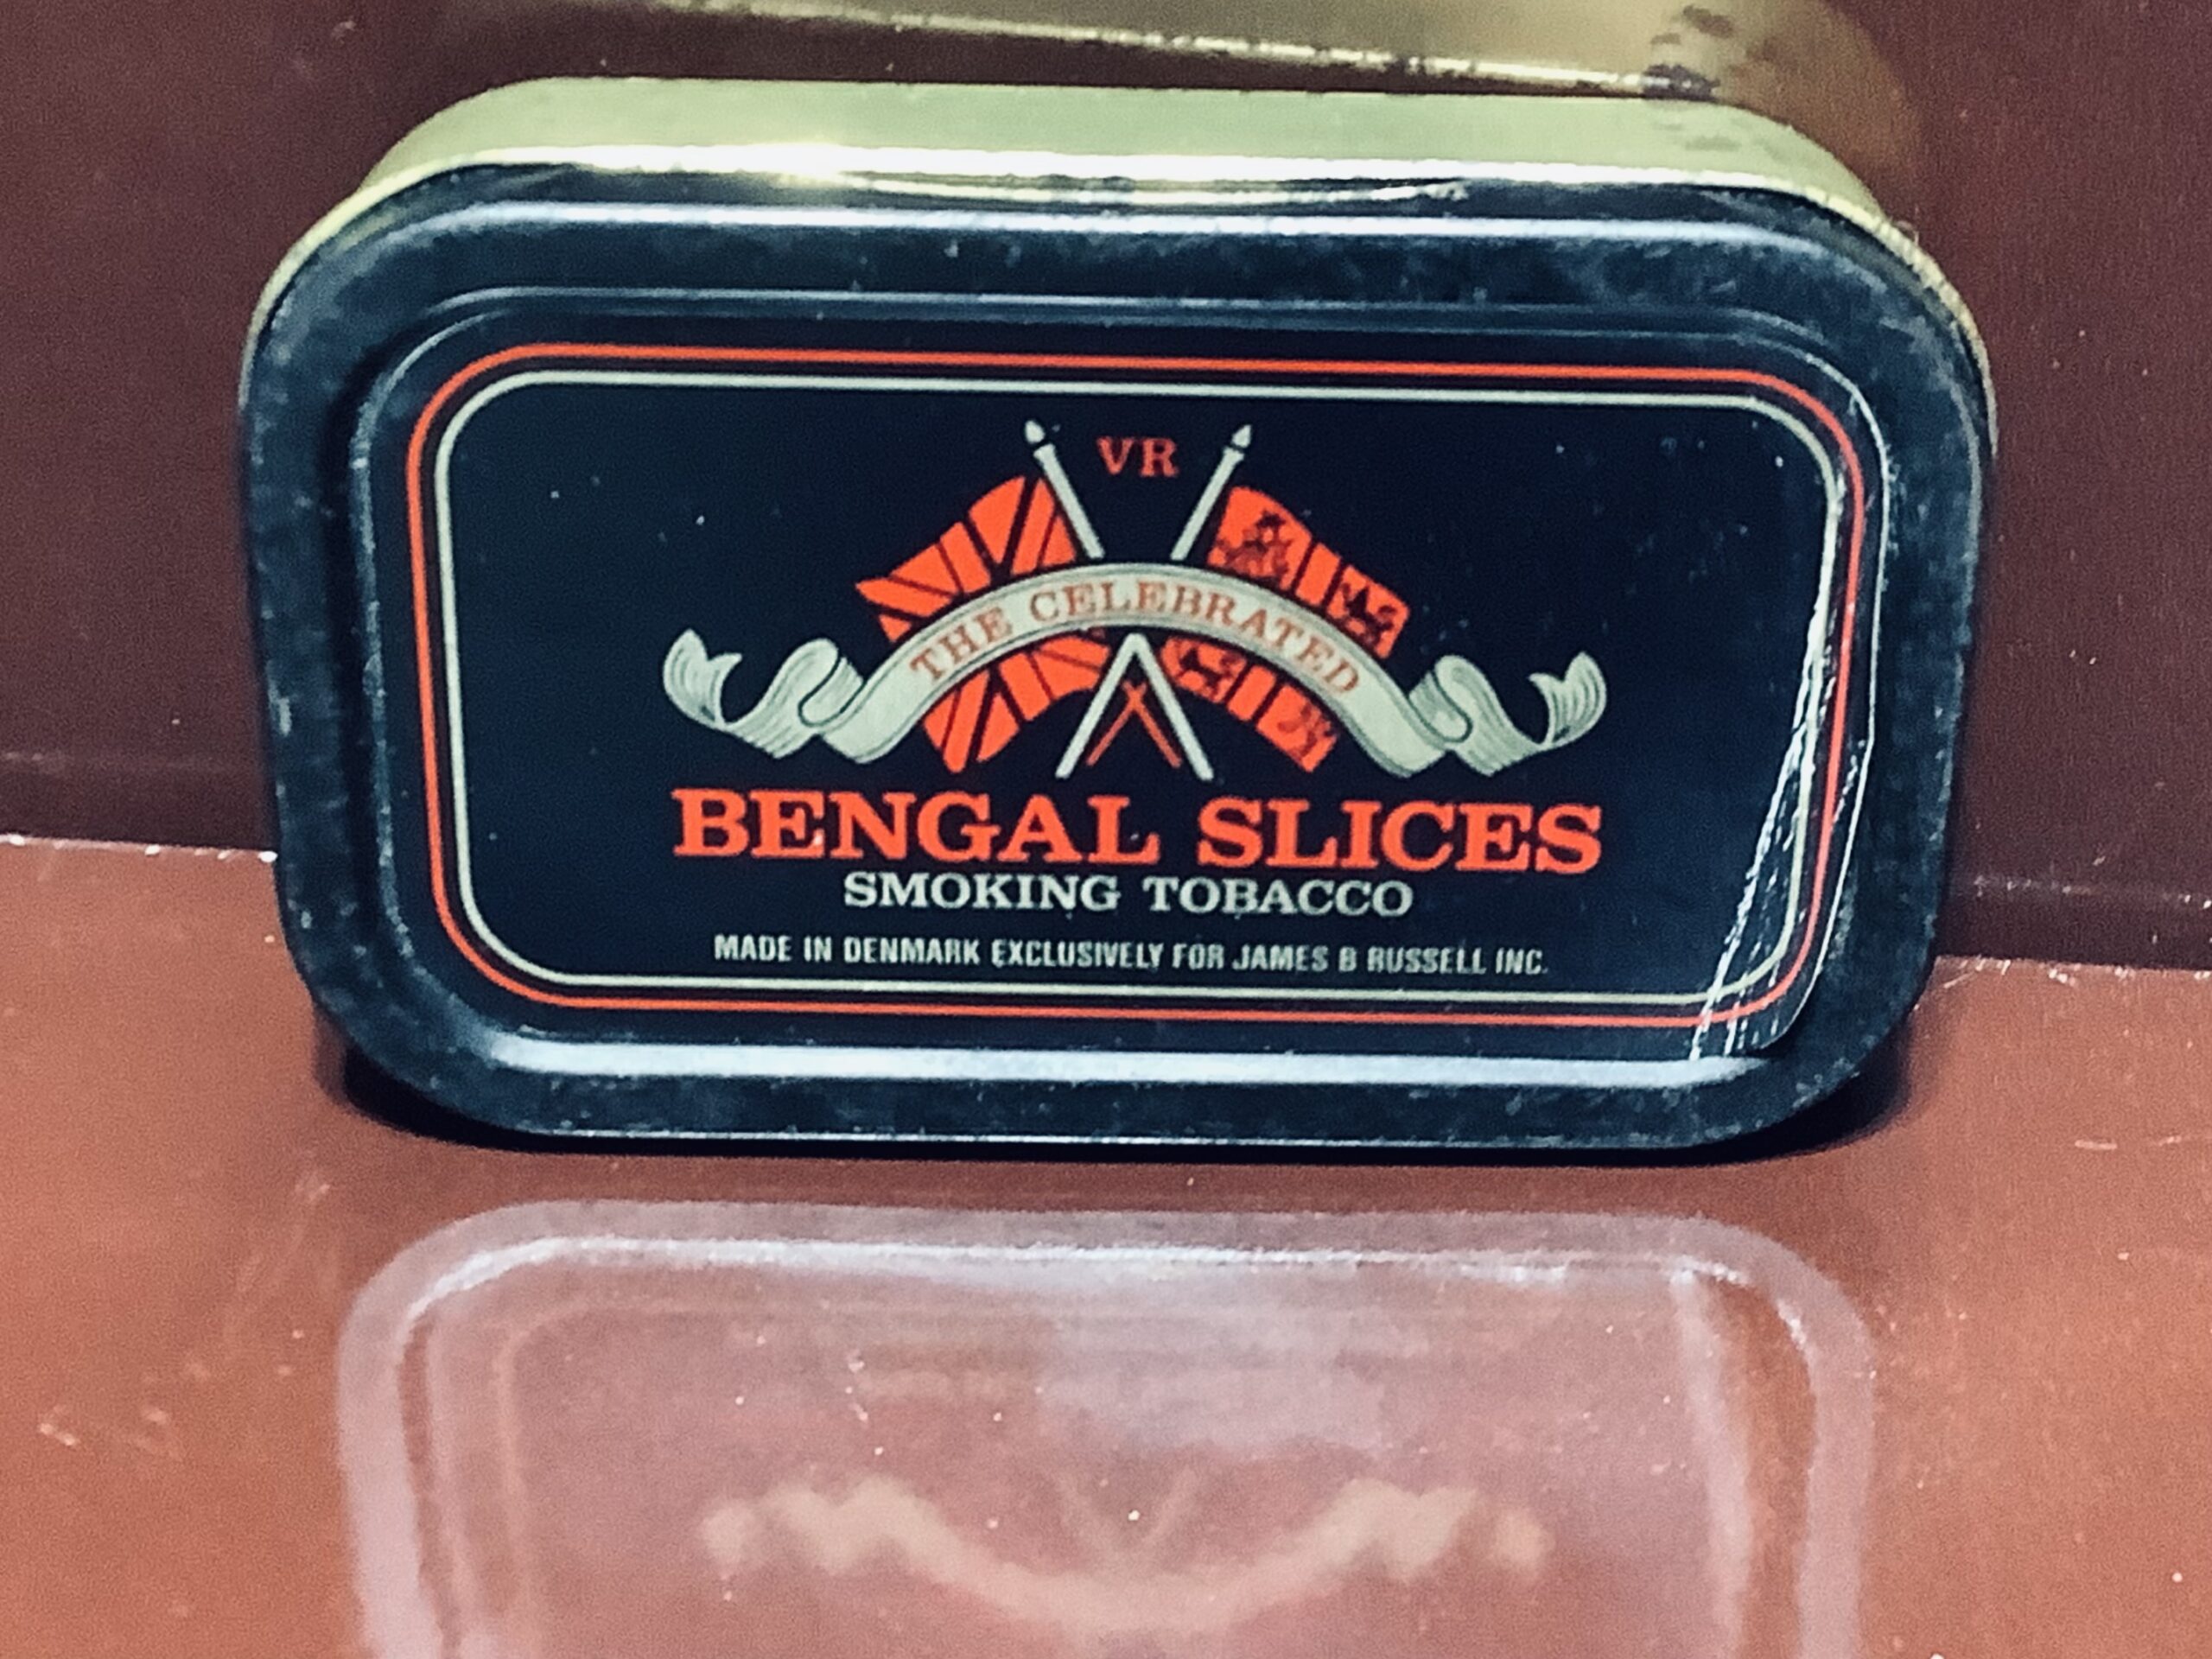 VR
THE CELEBRATED
BENGAL SLICES
SMOKING TOBACCO
MADE IN DENMARK EXCLUSIVELY FOR JAMES B RUSSELL INC.